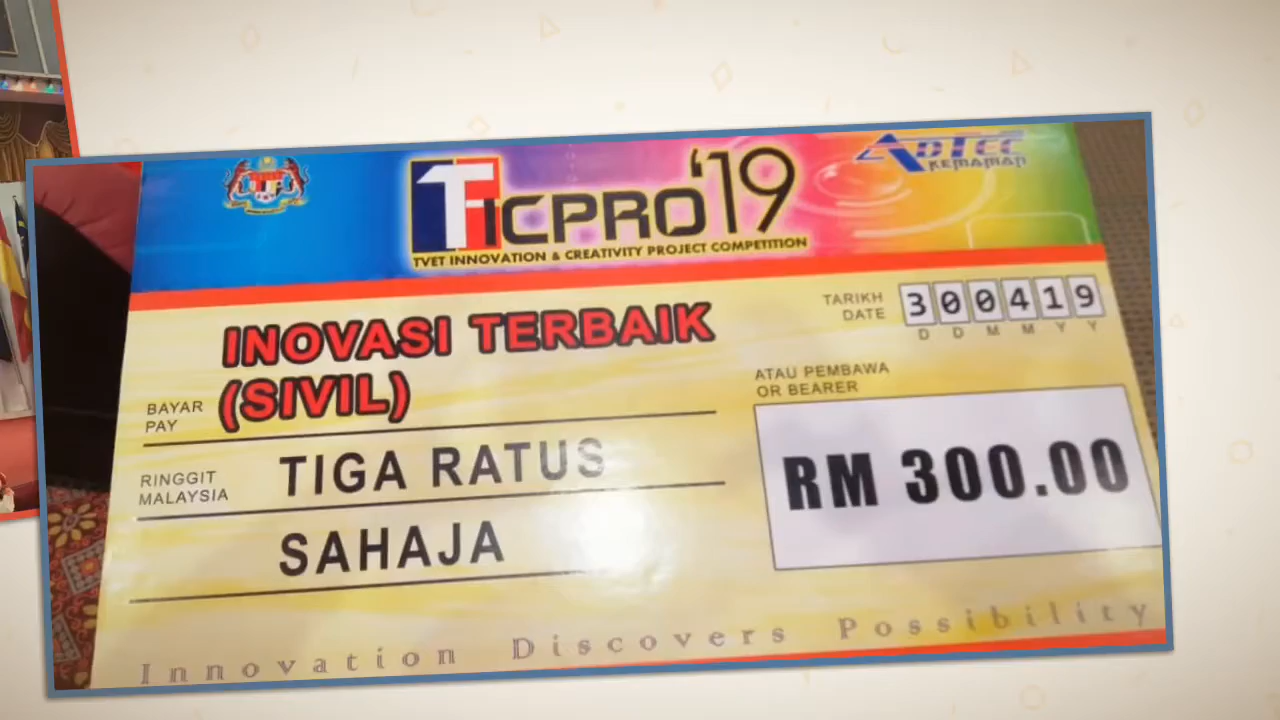 TICPRO'19
TVET INNOVATION & CREATIVITY PROJECT COMPETITION
ADTEC
KEMAMAN
TARIKH
DATE
300419
D D M M Y Y
BAYAR
PAY
INOVASI TERBAIK
(SIVIL)
ATAU PEMBAWA
OR BEARER
RINGGIT
MALAYSIA
TIGA RATUS
SAHAJA
RM 300.00
Innovation Discovers Possibility